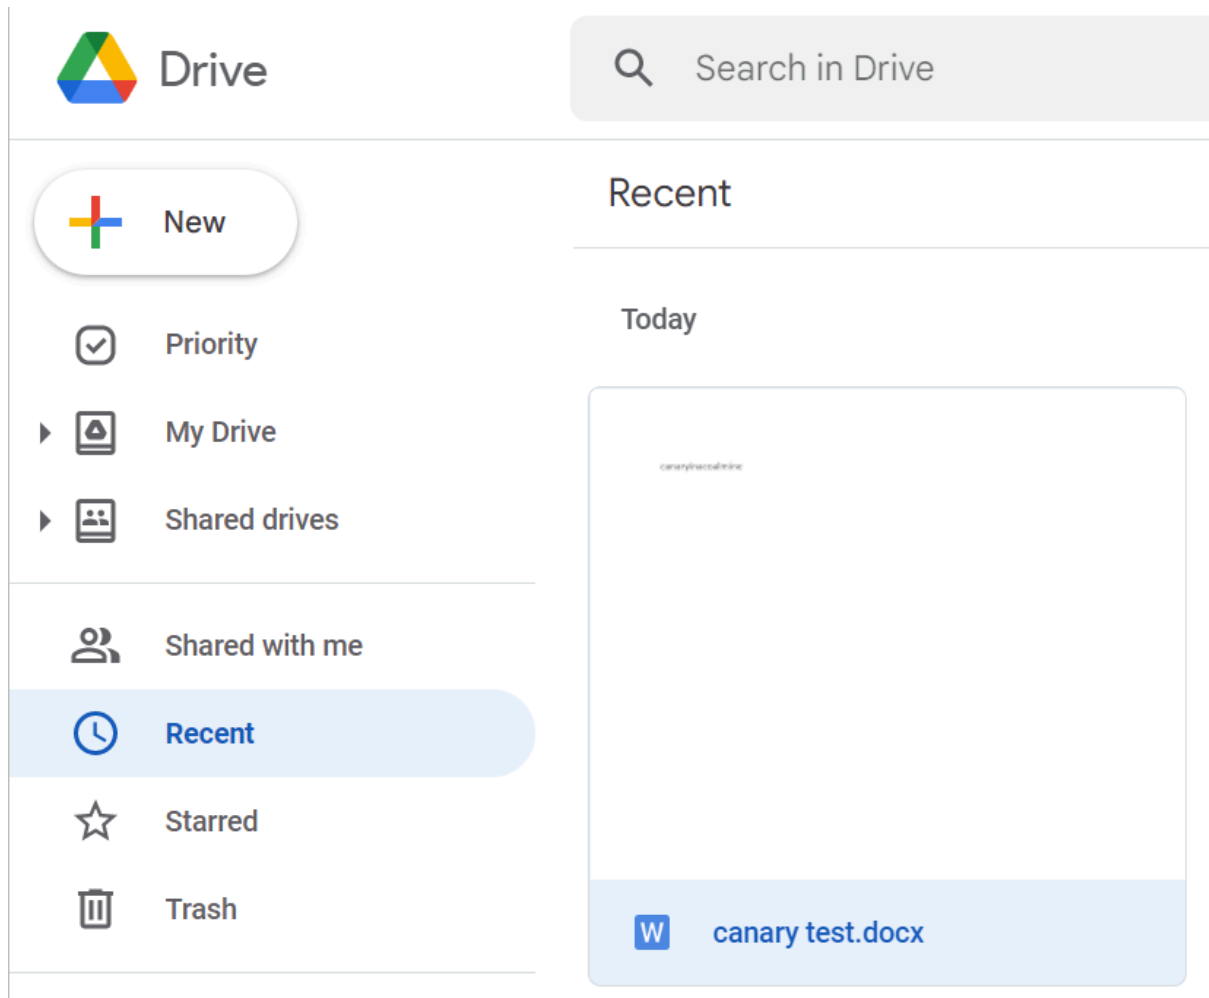 Drive
Search in Drive
New
Priority
My Drive
Shared drives
Shared with me
Recent
Starred
Trash
Recent
Today
canaryinacoalmine
W
canary test.docx